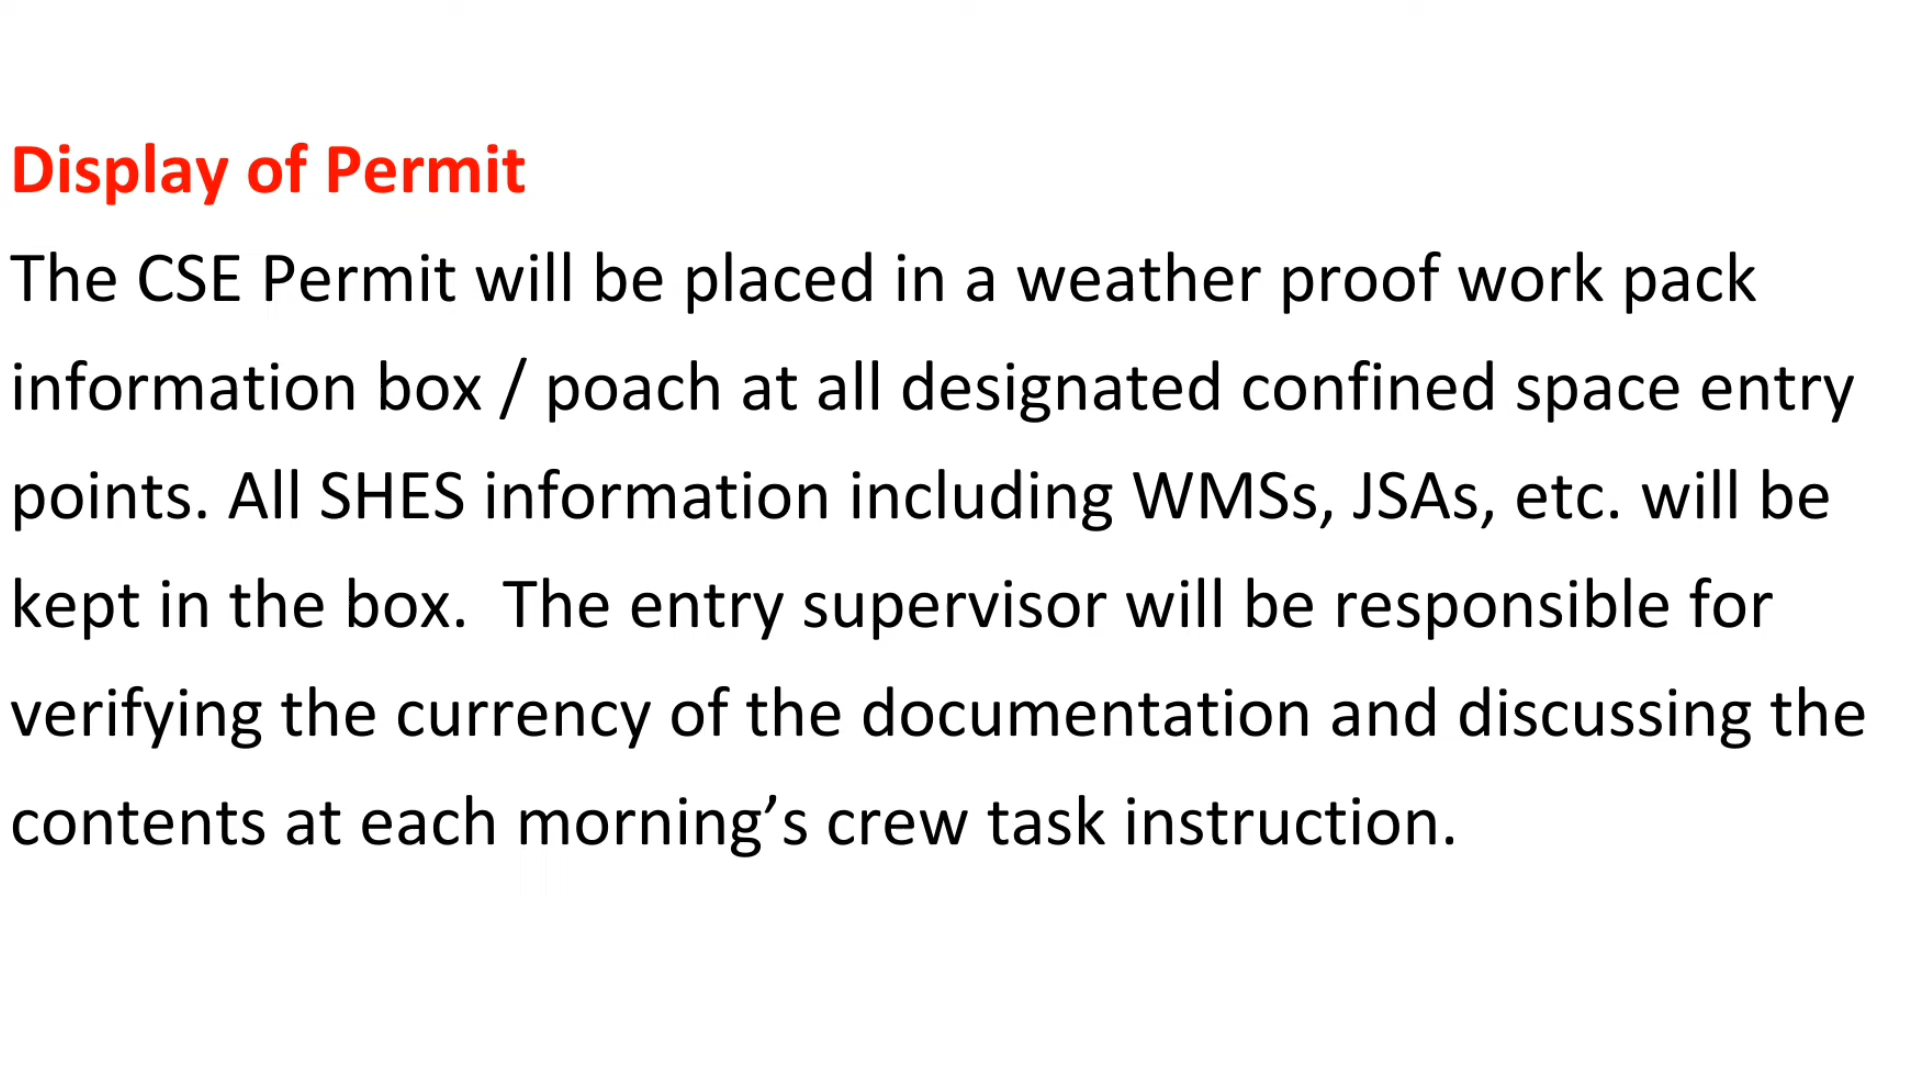 Display of Permit
The CSE Permit will be placed in a weather proof work pack
information box / poach at all designated confined space entry
points. All SHES information including WMSs, JSAs, etc. will be
kept in the box.  The entry supervisor will be responsible for
verifying the currency of the documentation and discussing the
contents at each morning’s crew task instruction.